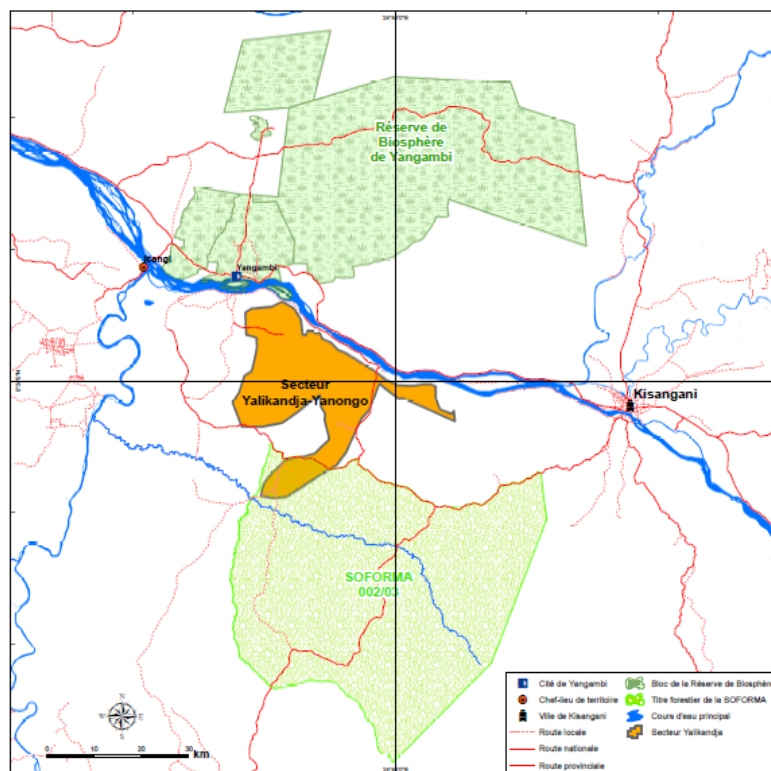 Réserve de
Biosphère
de Yangambi
Isangi
Yangambi
Secteur
Yalikandja-Yanongo
Kisangani
SOFORMA
002/03
N
W
E
S
0
10
20
30
km
Cité de Yangambi
Chef-lieu de territoire
Ville de Kisangani
Route locale
Route nationale
Route provinciale
Bloc de la Réserve de Biosphère
Titre forestier de la SOFORMA
Cours d'eau principal
Secteur Yalikandja